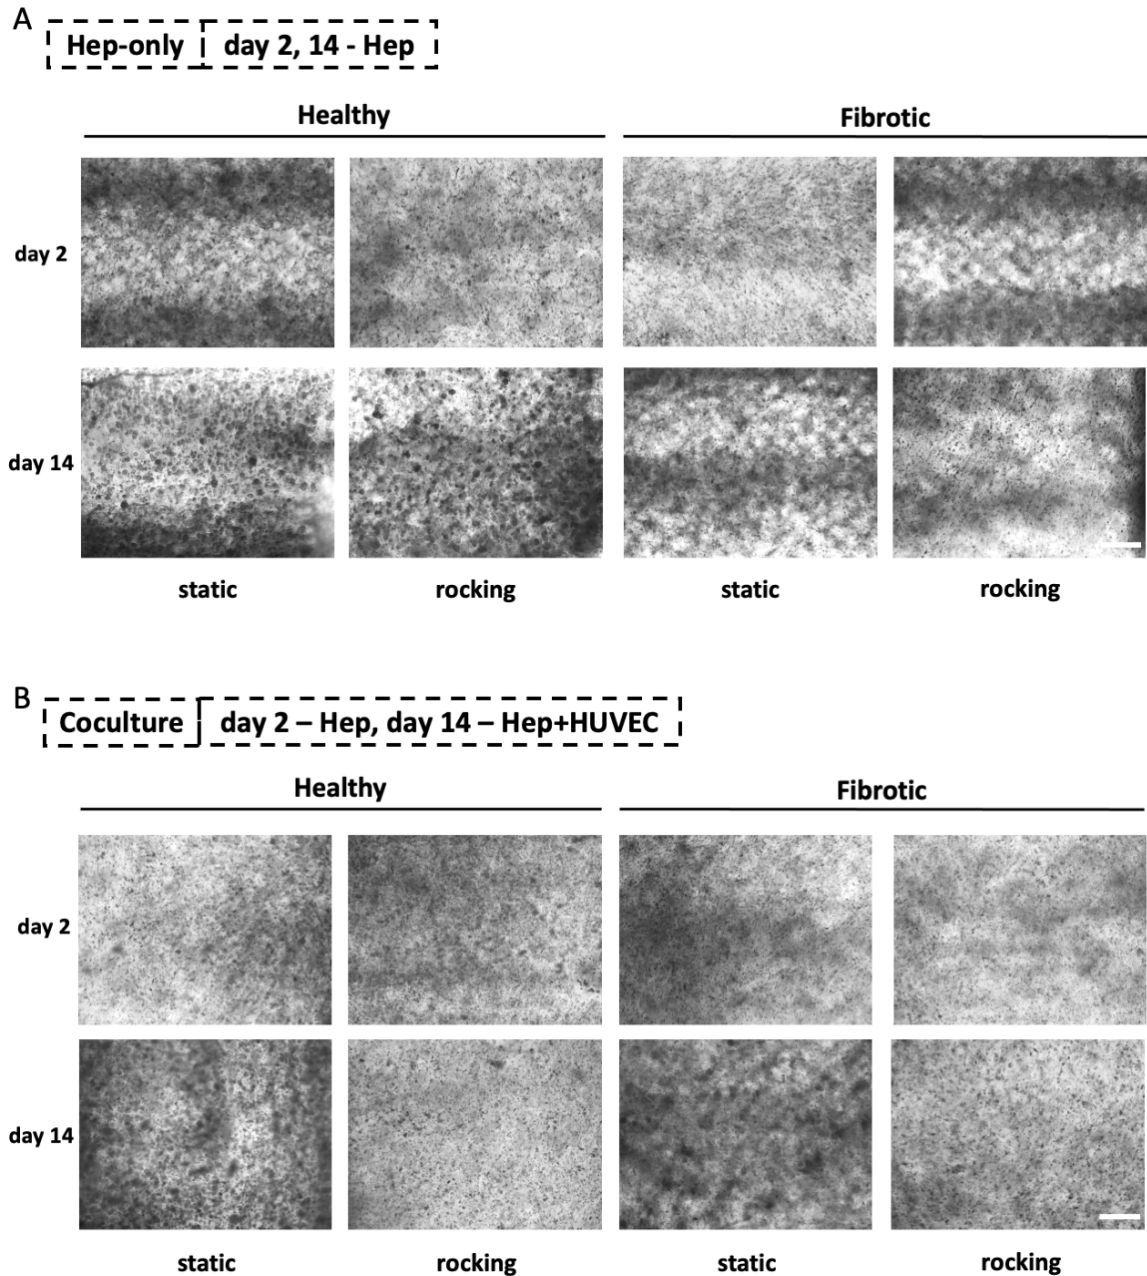 A
Hep-only day 2, 14 - Hep
Healthy Fibrotic
day 2
day 14
static rocking static rocking
B
Coculture day 2 – Hep, day 14 – Hep+HUVEC
Healthy Fibrotic
day 2
day 14
static rocking static rocking